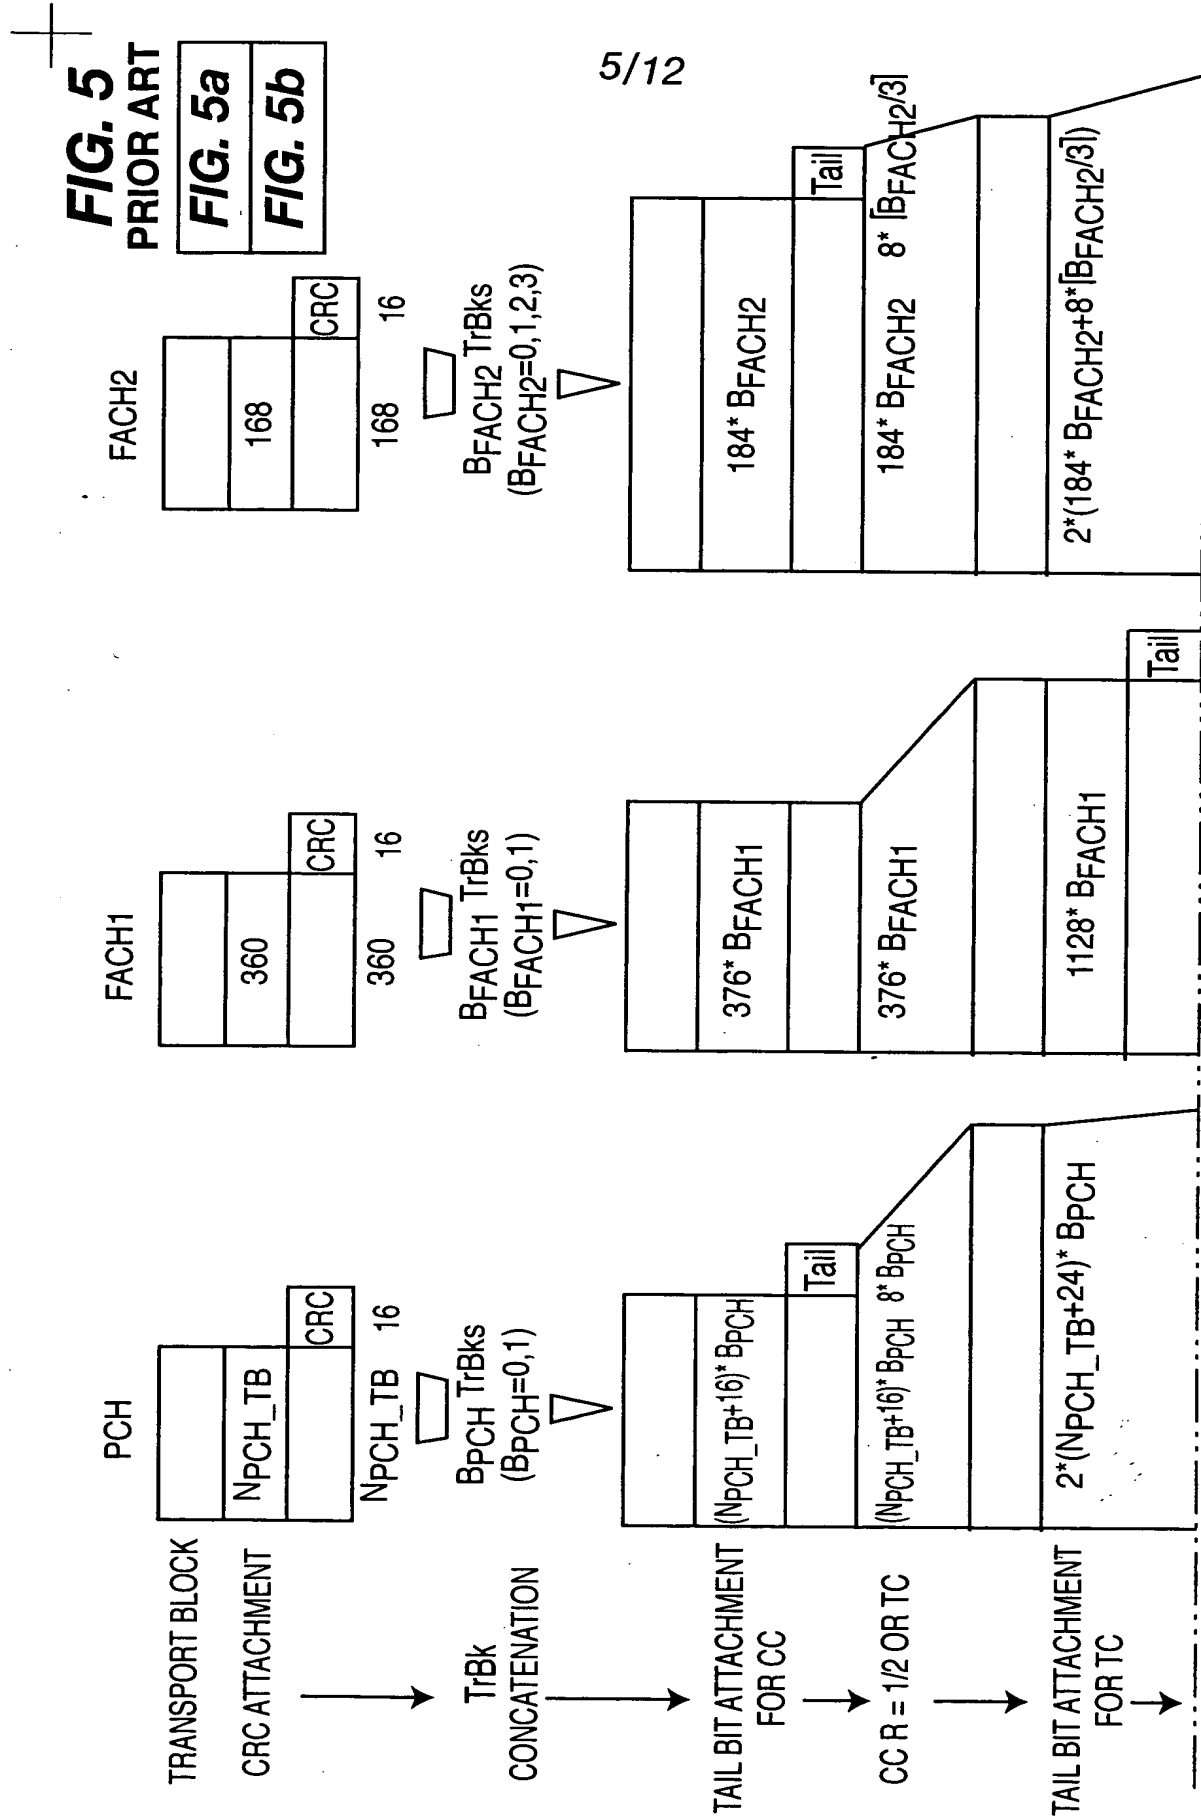 5/12
FIG. 5
PRIOR ART
FIG. 5a
FIG. 5b
PCH
FACH1
FACH2
TRANSPORT BLOCK
CRC ATTACHMENT
NPCH_TB
360
168
CRC
CRC
CRC
NPCH_TB 16
360 16
168 16
TrBk
CONCATENATION
BPCH TrBks
(BPCH=0,1)
BFACH1 TrBks
(BFACH1=0,1)
BFACH2 TrBks
(BFACH2=0,1,2,3)
TAIL BIT ATTACHMENT
FOR CC
(NPCH_TB+16)* BPCH
376* BFACH1
184* BFACH2
Tail
Tail
CC R = 1/2 OR TC
(NPCH_TB+16)* BPCH 8* BPCH
376* BFACH1
184* BFACH2 8* ⌈BFACH2/3⌉
TAIL BIT ATTACHMENT
FOR TC
2*(NPCH_TB+24)* BPCH
1128* BFACH1
2*(184* BFACH2+8*⌈BFACH2/3⌉)
Tail